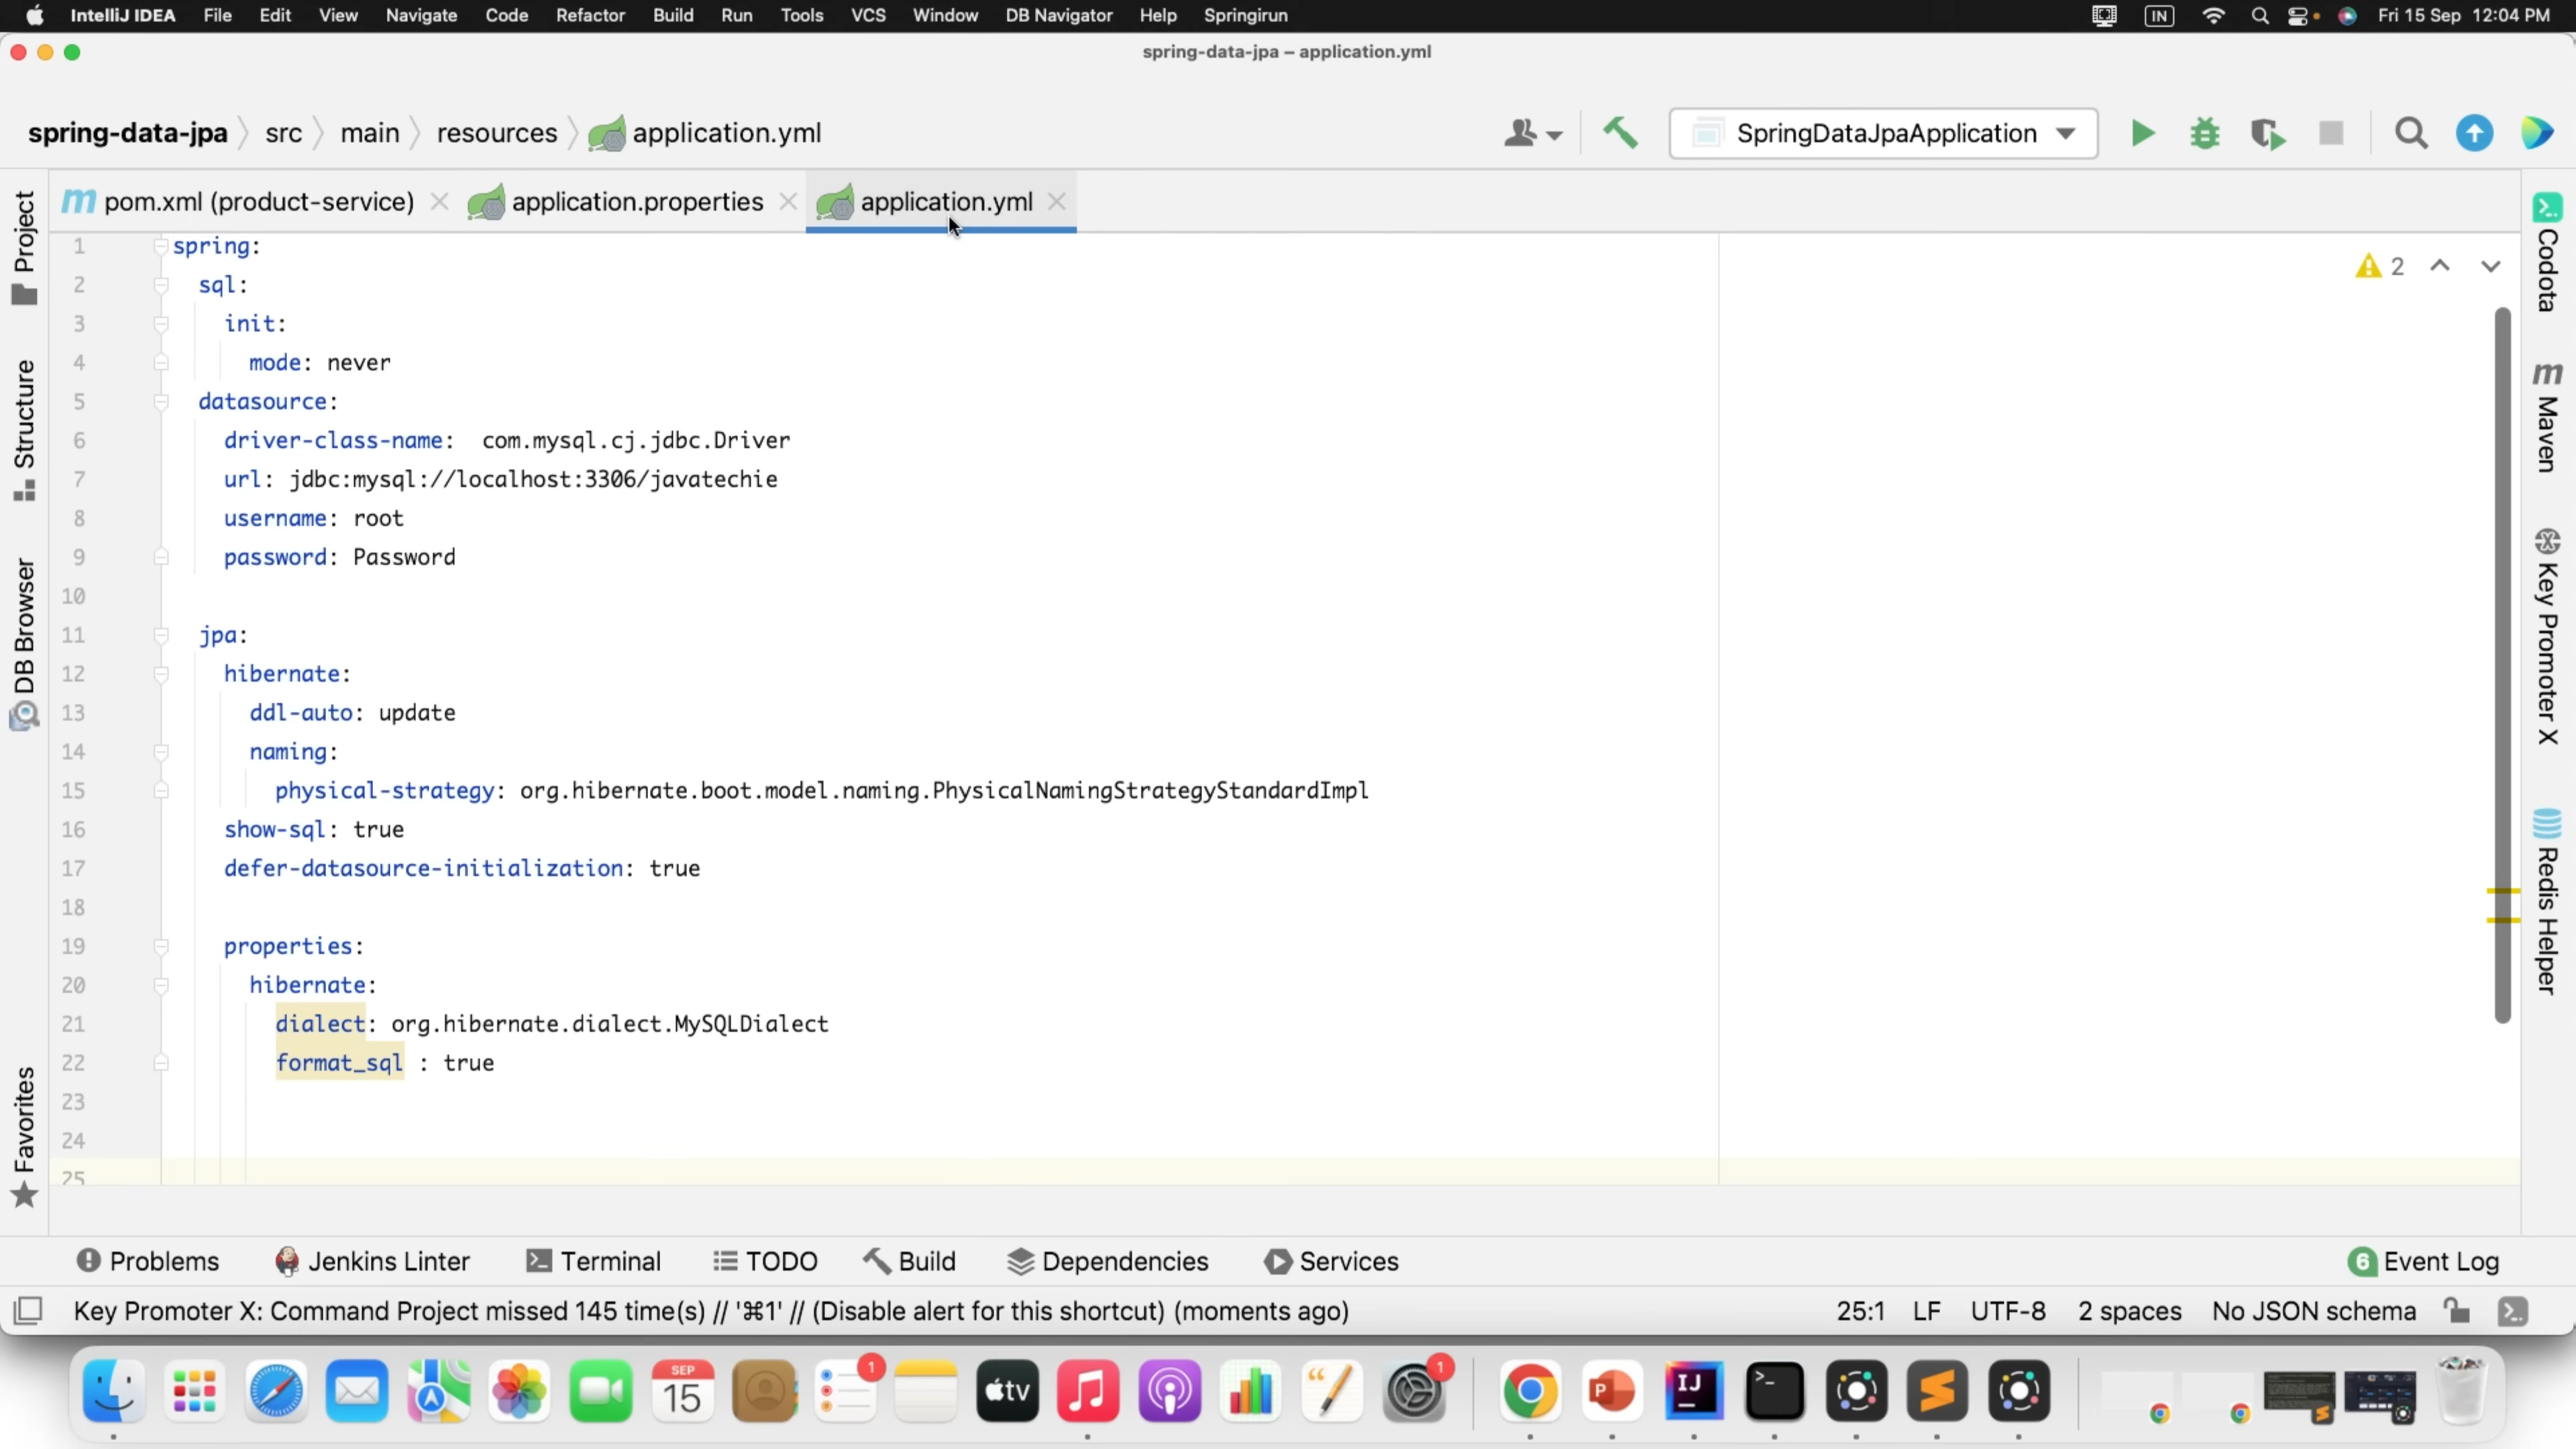 IntelliJ IDEA File Edit View Navigate Code Refactor Build Run Tools VCS Window DB Navigator Help Springirun IN Fri 15 Sep 12:04 PM
spring-data-jpa – application.yml
spring-data-jpa src main resources application.yml SpringDataJpaApplication
m pom.xml (product-service) application.properties application.yml
Project
Structure
DB Browser
Favorites
1 spring:
2 sql:
3 init:
4 mode: never
5 datasource:
6 driver-class-name: com.mysql.cj.jdbc.Driver
7 url: jdbc:mysql://localhost:3306/javatechie
8 username: root
9 password: Password
10
11 jpa:
12 hibernate:
13 ddl-auto: update
14 naming:
15 physical-strategy: org.hibernate.boot.model.naming.PhysicalNamingStrategyStandardImpl
16 show-sql: true
17 defer-datasource-initialization: true
18
19 properties:
20 hibernate:
21 dialect: org.hibernate.dialect.MySQLDialect
22 format_sql : true
23
24
25
2
Codota
m Maven
Key Promoter X
Redis Helper
Problems Jenkins Linter Terminal TODO Build Dependencies Services 6 Event Log
Key Promoter X: Command Project missed 145 time(s) // '⌘1' // (Disable alert for this shortcut) (moments ago) 25:1 LF UTF-8 2 spaces No JSON schema
SEP
15
1
tv
1
P
IJ